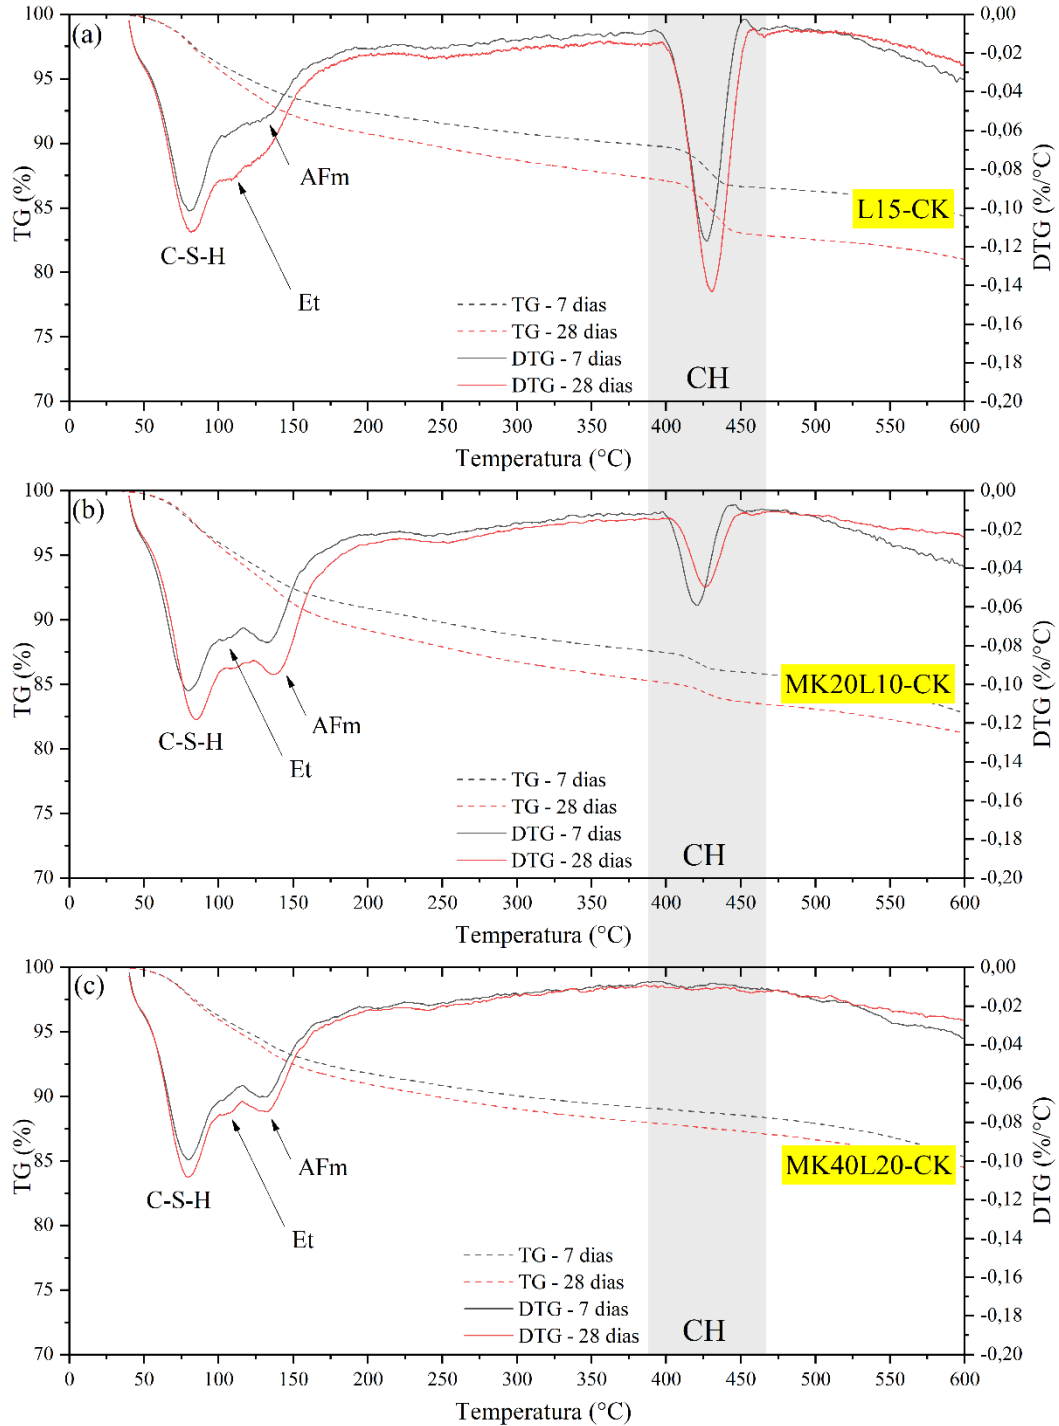 (a)
100
95
90
85
80
75
70
TG (%)
0,00
-0,02
-0,04
-0,06
-0,08
-0,10
-0,12
-0,14
-0,16
-0,18
-0,20
DTG (%/°C)
AFm
C-S-H
Et
L15-CK
TG - 7 dias
TG - 28 dias
DTG - 7 dias
DTG - 28 dias
CH
0 50 100 150 200 250 300 350 400 450 500 550 600
Temperatura (°C)
(b)
100
95
90
85
80
75
70
TG (%)
0,00
-0,02
-0,04
-0,06
-0,08
-0,10
-0,12
-0,14
-0,16
-0,18
-0,20
DTG (%/°C)
MK20L10-CK
AFm
C-S-H
Et
TG - 7 dias
TG - 28 dias
DTG - 7 dias
DTG - 28 dias
CH
0 50 100 150 200 250 300 350 400 450 500 550 600
Temperatura (°C)
(c)
100
95
90
85
80
75
70
TG (%)
0,00
-0,02
-0,04
-0,06
-0,08
-0,10
-0,12
-0,14
-0,16
-0,18
-0,20
DTG (%/°C)
MK40L20-CK
AFm
C-S-H
Et
TG - 7 dias
TG - 28 dias
DTG - 7 dias
DTG - 28 dias
CH
0 50 100 150 200 250 300 350 400 450 500 550 600
Temperatura (°C)